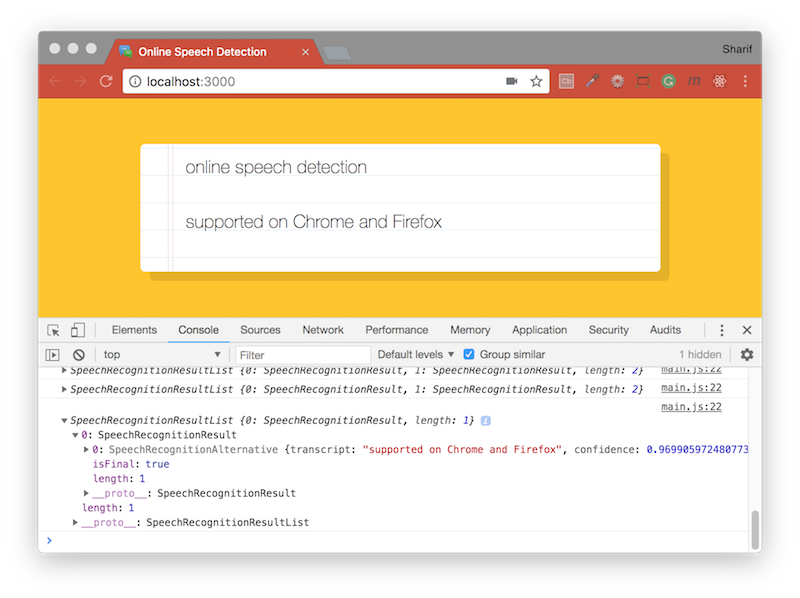 Online Speech Detection
Sharif
localhost:3000
online speech detection
supported on Chrome and Firefox
Elements Console Sources Network Performance Memory Application Security Audits
top Filter Default levels Group similar 1 hidden
SpeechRecognitionResultList {0: SpeechRecognitionResult, 1: SpeechRecognitionResult, length: 2} main.js:22
SpeechRecognitionResultList {0: SpeechRecognitionResult, 1: SpeechRecognitionResult, length: 2} main.js:22
main.js:22
SpeechRecognitionResultList {0: SpeechRecognitionResult, length: 1}
0: SpeechRecognitionResult
0: SpeechRecognitionAlternative {transcript: "supported on Chrome and Firefox", confidence: 0.969905972480773
isFinal: true
length: 1
__proto__: SpeechRecognitionResult
length: 1
__proto__: SpeechRecognitionResultList